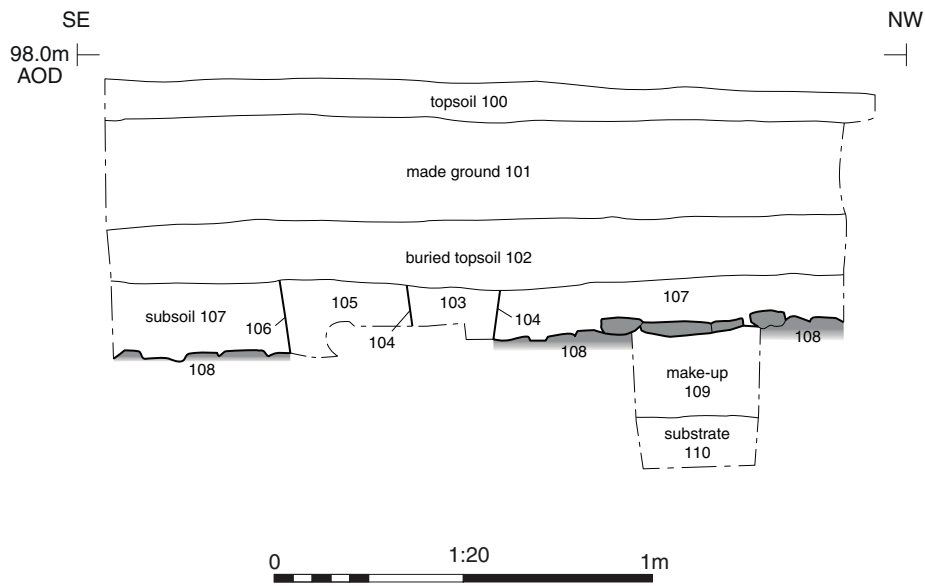 SE
NW
98.0m
AOD
topsoil 100
made ground 101
buried topsoil 102
105
103
107
subsoil 107
106
104
104
108
108
108
make-up
109
substrate
110
0
1:20
1m